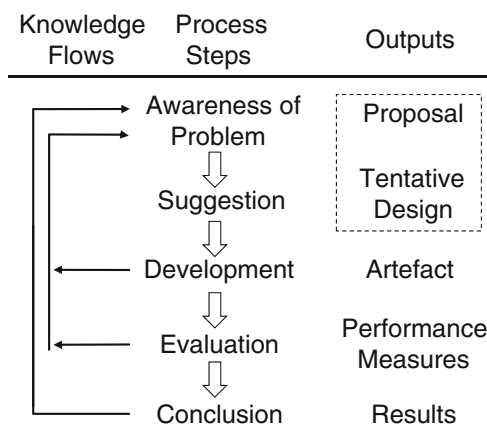 Knowledge Flows
Process Steps
Outputs
Awareness of Problem
Proposal
Suggestion
Tentative Design
Development
Artefact
Evaluation
Performance Measures
Conclusion
Results